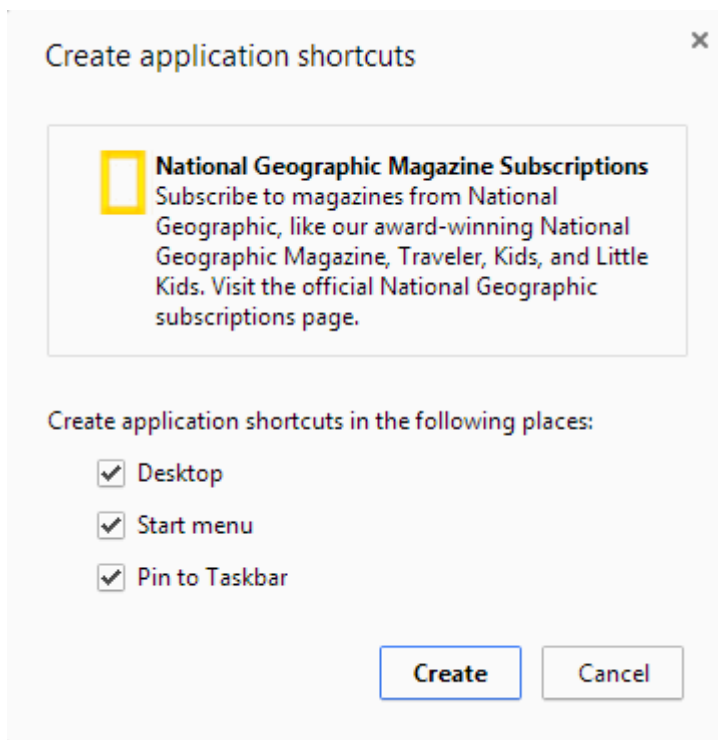 Create application shortcuts
National Geographic Magazine Subscriptions
Subscribe to magazines from National
Geographic, like our award-winning National
Geographic Magazine, Traveler, Kids, and Little
Kids. Visit the official National Geographic
subscriptions page.
Create application shortcuts in the following places:
Desktop
Start menu
Pin to Taskbar
Create
Cancel